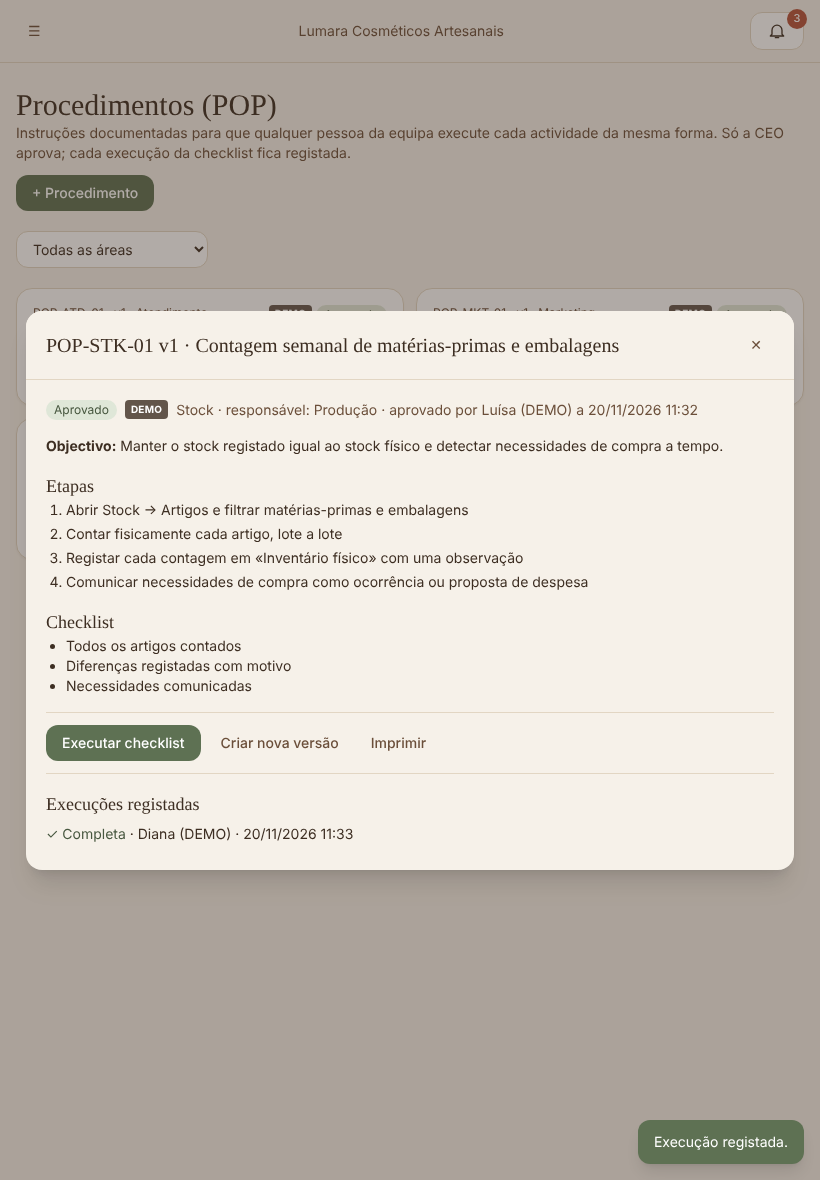 ☰
Lumara Cosméticos Artesanais
3
Procedimentos (POP)
Instruções documentadas para que qualquer pessoa da equipa execute cada actividade da mesma forma. Só a CEO
aprova; cada execução da checklist fica registada.
+ Procedimento
Todas as áreas
POP-STK-01 v1 · Contagem semanal de matérias-primas e embalagens
×
Aprovado DEMO Stock · responsável: Produção · aprovado por Luísa (DEMO) a 20/11/2026 11:32
Objectivo: Manter o stock registado igual ao stock físico e detectar necessidades de compra a tempo.
Etapas
1. Abrir Stock → Artigos e filtrar matérias-primas e embalagens
2. Contar fisicamente cada artigo, lote a lote
3. Registar cada contagem em «Inventário físico» com uma observação
4. Comunicar necessidades de compra como ocorrência ou proposta de despesa
Checklist
• Todos os artigos contados
• Diferenças registadas com motivo
• Necessidades comunicadas
Executar checklist Criar nova versão Imprimir
Execuções registadas
✓ Completa · Diana (DEMO) · 20/11/2026 11:33
Execução registada.